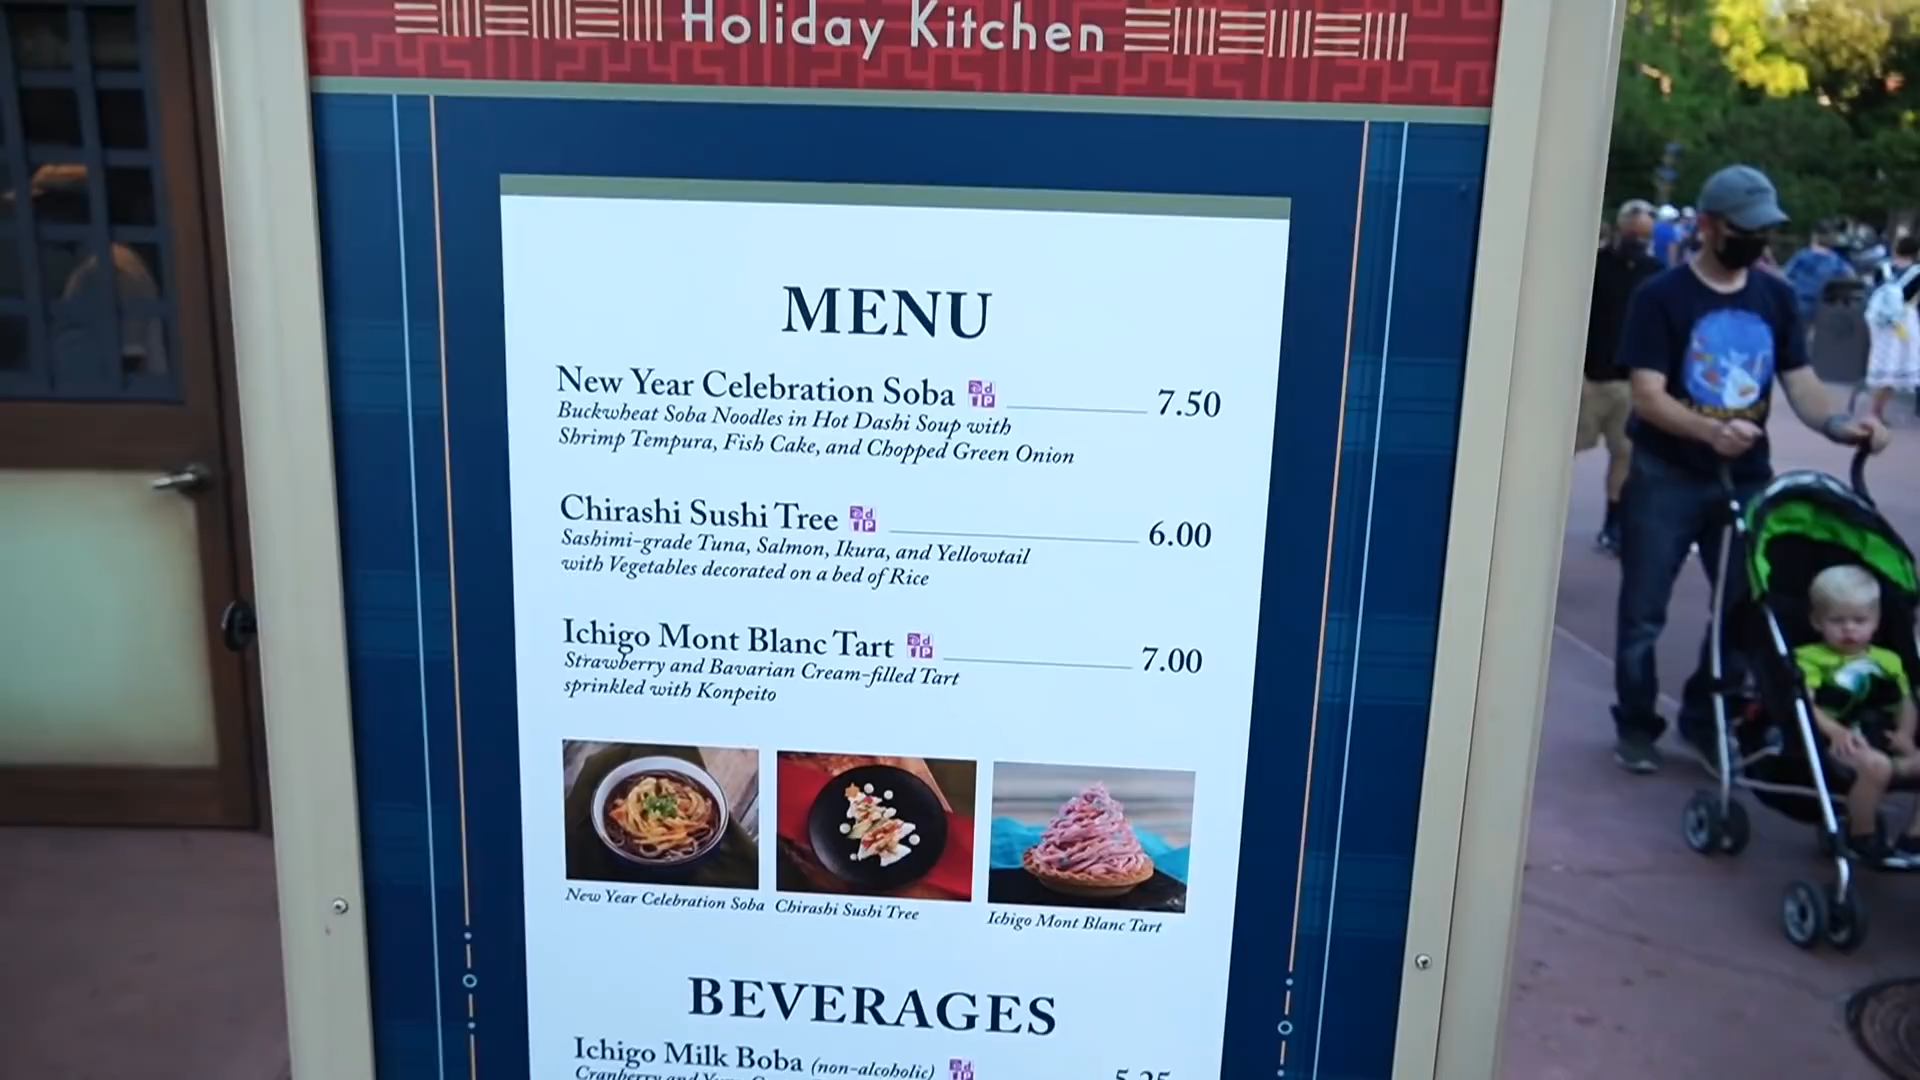 Holiday Kitchen
MENU
New Year Celebration Soba 7.50
Buckwheat Soba Noodles in Hot Dashi Soup with
Shrimp Tempura, Fish Cake, and Chopped Green Onion
Chirashi Sushi Tree 6.00
Sashimi-grade Tuna, Salmon, Ikura, and Yellowtail
with Vegetables decorated on a bed of Rice
Ichigo Mont Blanc Tart 7.00
Strawberry and Bavarian Cream-filled Tart
sprinkled with Konpeito
New Year Celebration Soba
Chirashi Sushi Tree
Ichigo Mont Blanc Tart
BEVERAGES
Ichigo Milk Boba (non-alcoholic) 5.25
Cranberry and